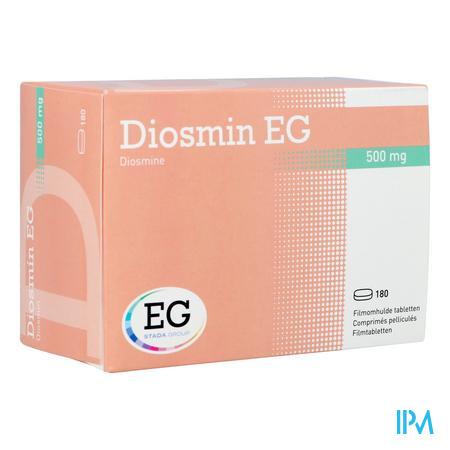 Diosmin EG
Diosmine
500 mg
180
Filmomhulde tabletten
Comprimés pelliculés
Filmtabletten
EG
STADA GROUP
500 mg
180
Diosmin EG
Diosmine
IPM